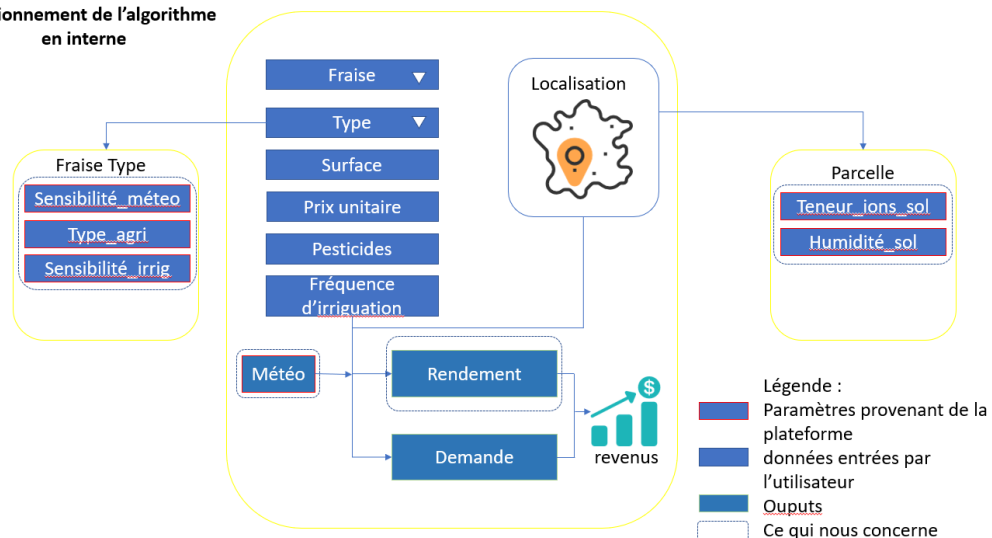 ionnement de l'algorithme
en interne
Fraise
Type
Surface
Prix unitaire
Pesticides
Fréquence
d'irriguation
Localisation
Fraise Type
Sensibilité_méteo
Type_agri
Sensibilité_irrig
Parcelle
Teneur_ions_sol
Humidité_sol
Météo
Rendement
Demande
$
revenus
Légende :
Paramètres provenant de la
plateforme
données entrées par
l'utilisateur
Ouputs
Ce qui nous concerne